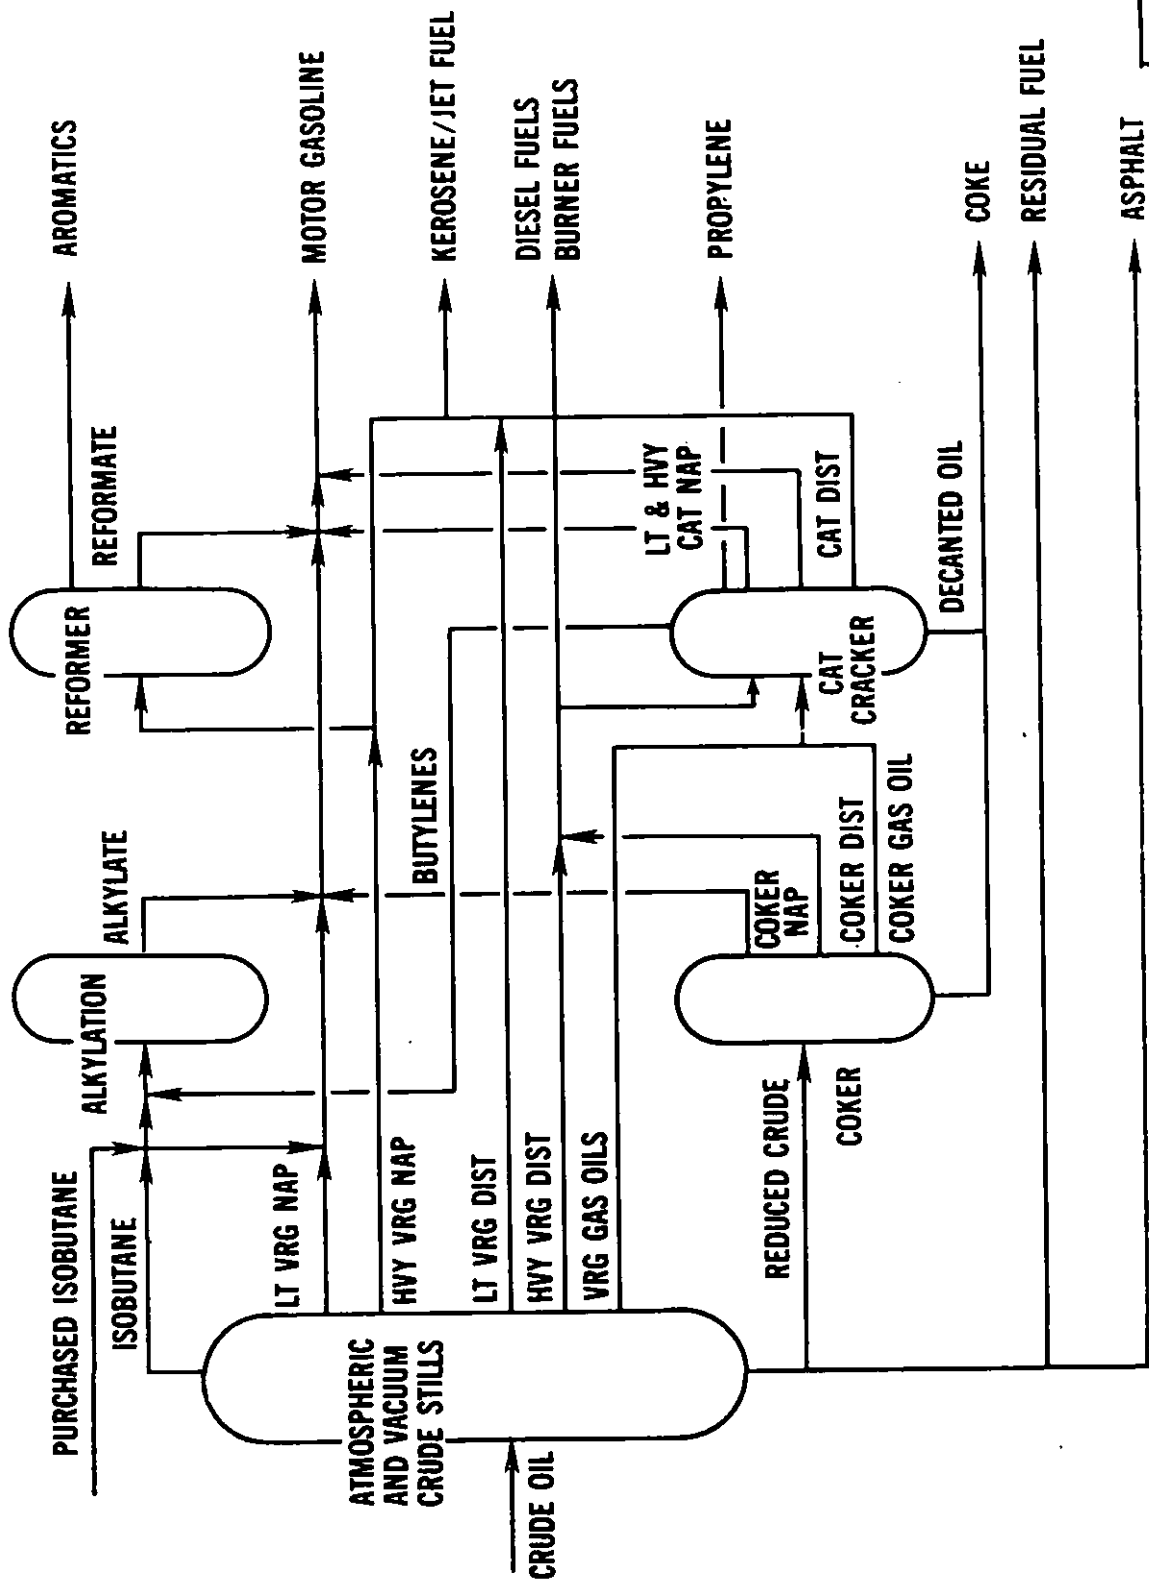 PURCHASED ISOBUTANE
ISOBUTANE
ALKYLATION
ALKYLATE
REFORMER
REFORMATE
AROMATICS
LT VRG NAP
MOTOR GASOLINE
HVY VRG NAP
BUTYLENES
KEROSENE/JET FUEL
ATMOSPHERIC
AND VACUUM
CRUDE STILLS
LT VRG DIST
HVY VRG DIST
DIESEL FUELS
BURNER FUELS
CRUDE OIL
VRG GAS OILS
LT & HVY
CAT NAP
PROPYLENE
COKER
NAP
REDUCED CRUDE
COKER
COKER DIST
COKER GAS OIL
CAT
CRACKER
CAT DIST
DECANTED OIL
COKE
RESIDUAL FUEL
ASPHALT